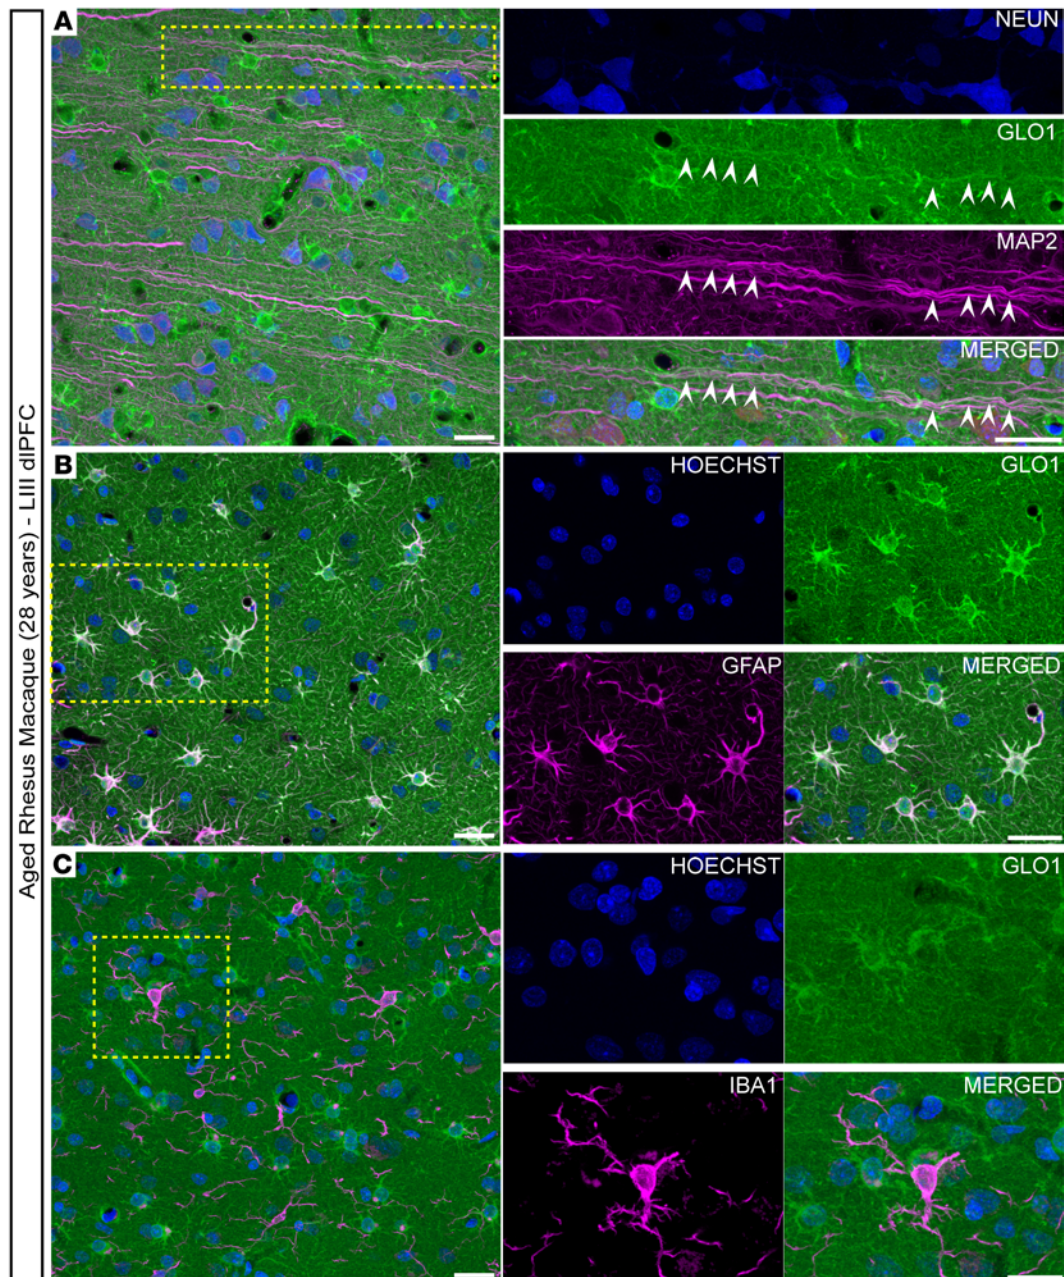 Aged Rhesus Macaque (28 years) - LIII dlPFC
A
NEUN
GLO1
MAP2
MERGED
B
HOECHST
GLO1
GFAP
MERGED
C
HOECHST
GLO1
IBA1
MERGED